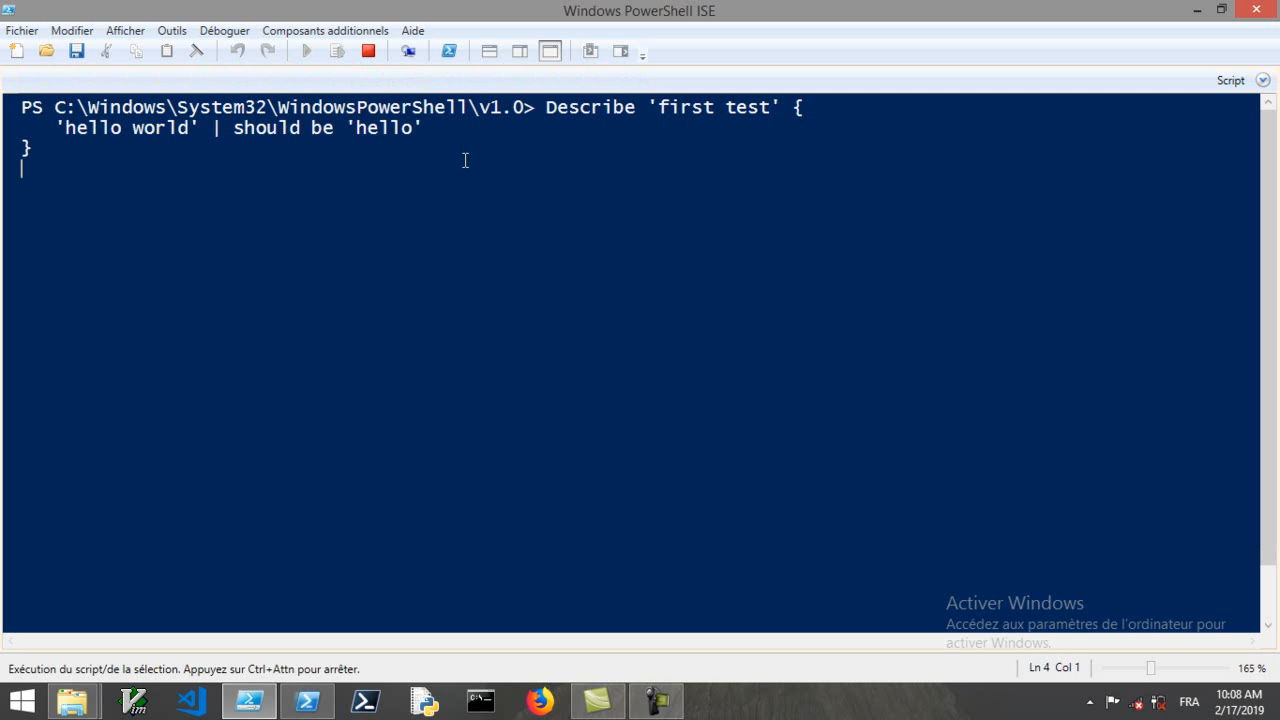 Windows PowerShell ISE
Fichier Modifier Afficher Outils Déboguer Composants additionnels Aide
Script
PS C:\Windows\System32\WindowsPowerShell\v1.0> Describe 'first test' {
'hello world' | should be 'hello'
}
Activer Windows
Accédez aux paramètres de l'ordinateur pour
activer Windows.
Exécution du script/de la sélection. Appuyez sur Ctrl+Attn pour arrêter.
Ln 4 Col 1
165 %
FRA
10:08 AM
2/17/2019